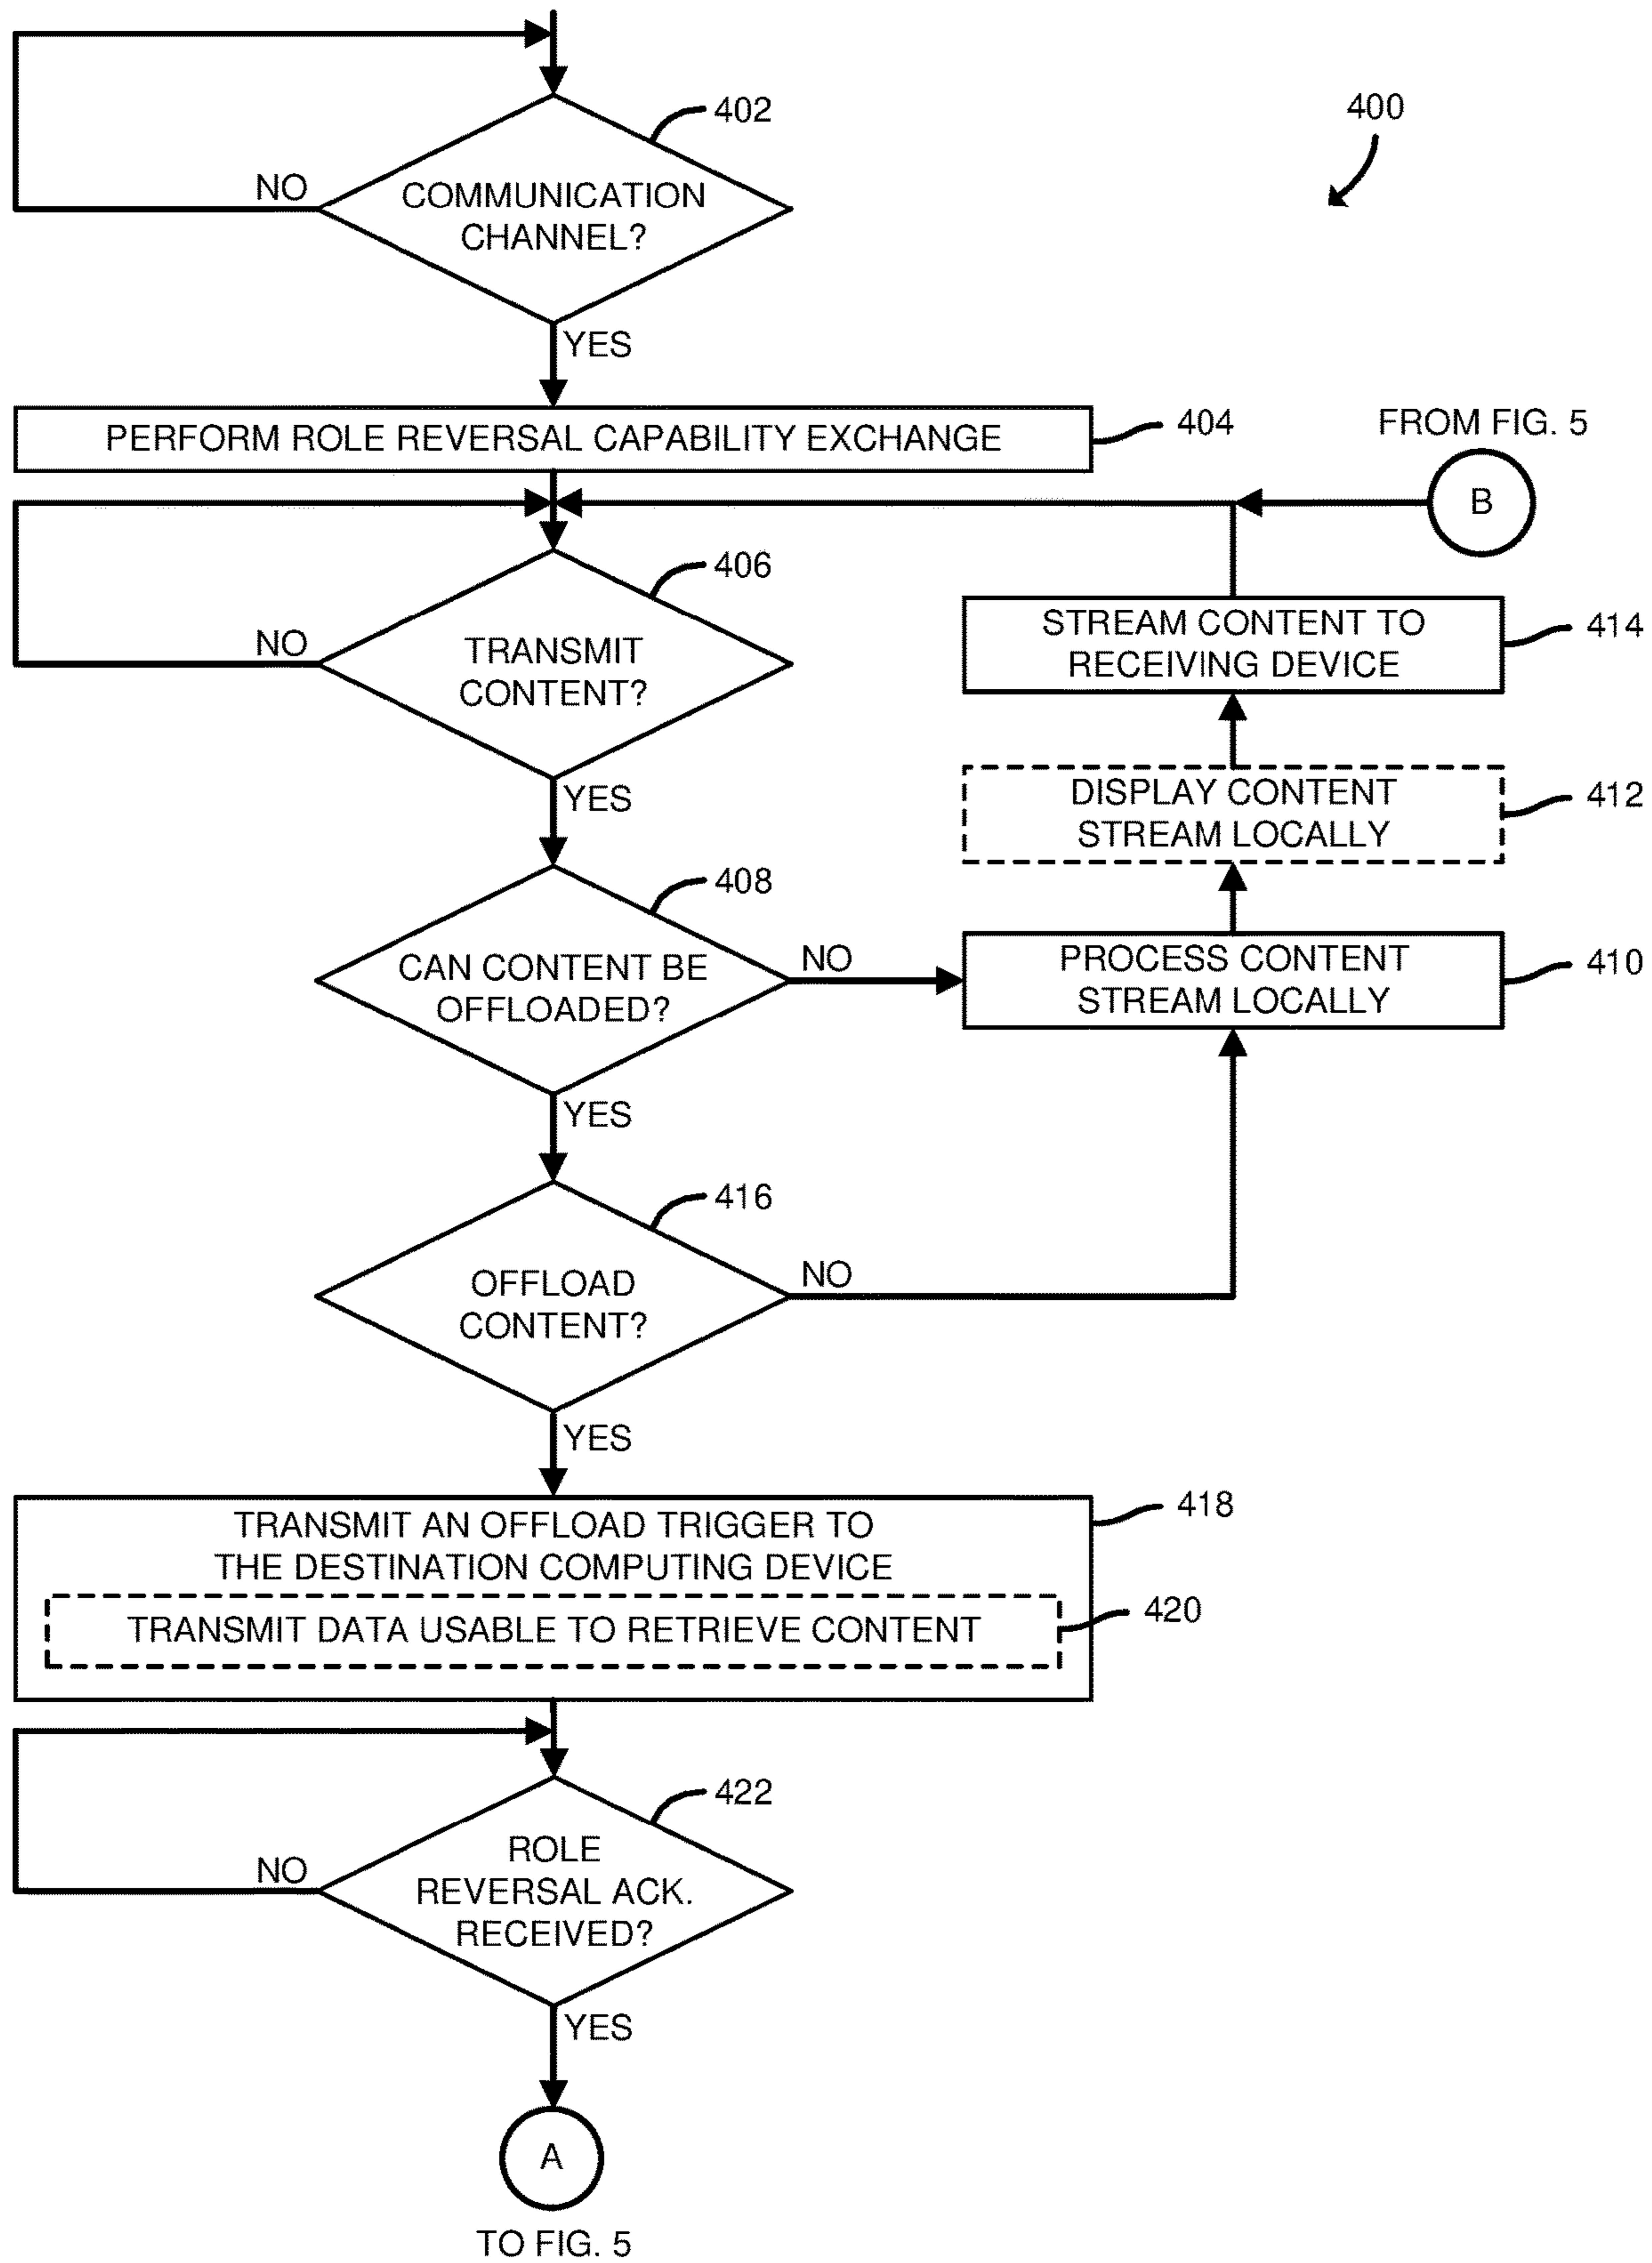 400
402
COMMUNICATION
CHANNEL?
NO
YES
PERFORM ROLE REVERSAL CAPABILITY EXCHANGE
404
FROM FIG. 5
B
406
TRANSMIT
CONTENT?
NO
YES
STREAM CONTENT TO
RECEIVING DEVICE
414
DISPLAY CONTENT
STREAM LOCALLY
412
408
CAN CONTENT BE
OFFLOADED?
NO
YES
PROCESS CONTENT
STREAM LOCALLY
410
416
OFFLOAD
CONTENT?
NO
YES
TRANSMIT AN OFFLOAD TRIGGER TO
THE DESTINATION COMPUTING DEVICE
418
TRANSMIT DATA USABLE TO RETRIEVE CONTENT
420
422
ROLE
REVERSAL ACK.
RECEIVED?
NO
YES
A
TO FIG. 5